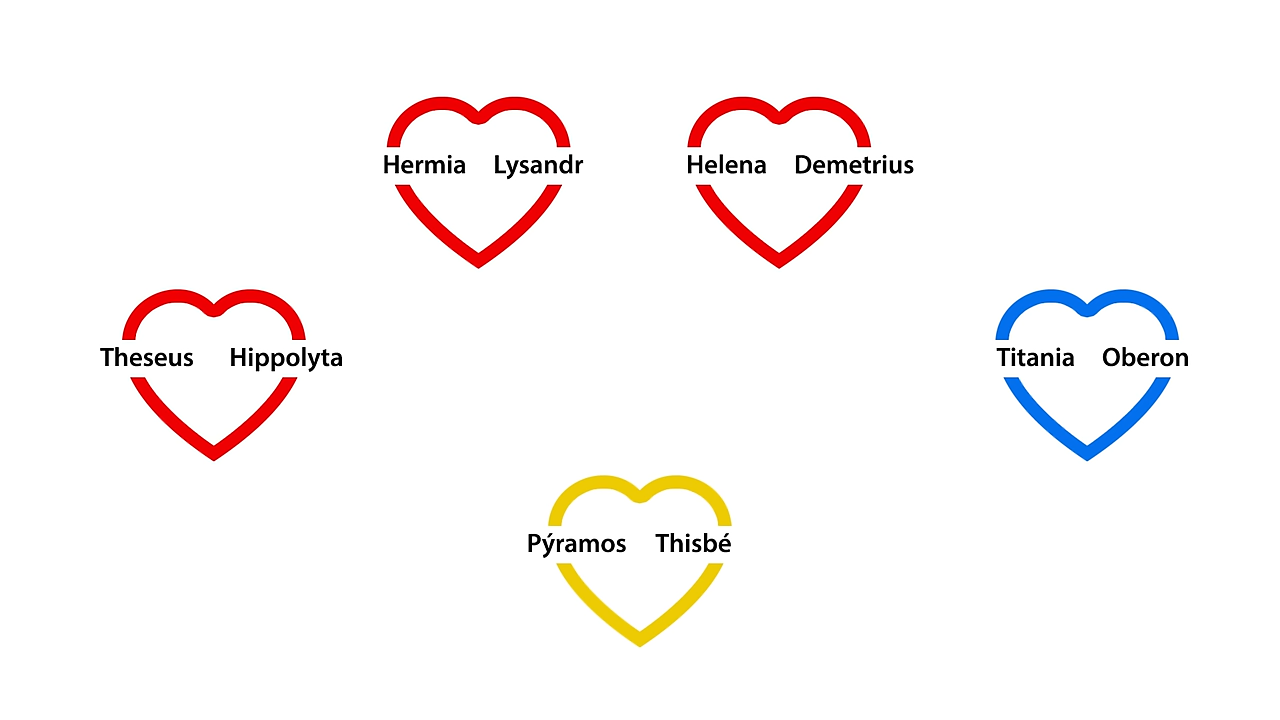 Hermia Lysandr
Helena Demetrius
Theseus Hippolyta
Titania Oberon
Pýramos Thisbé